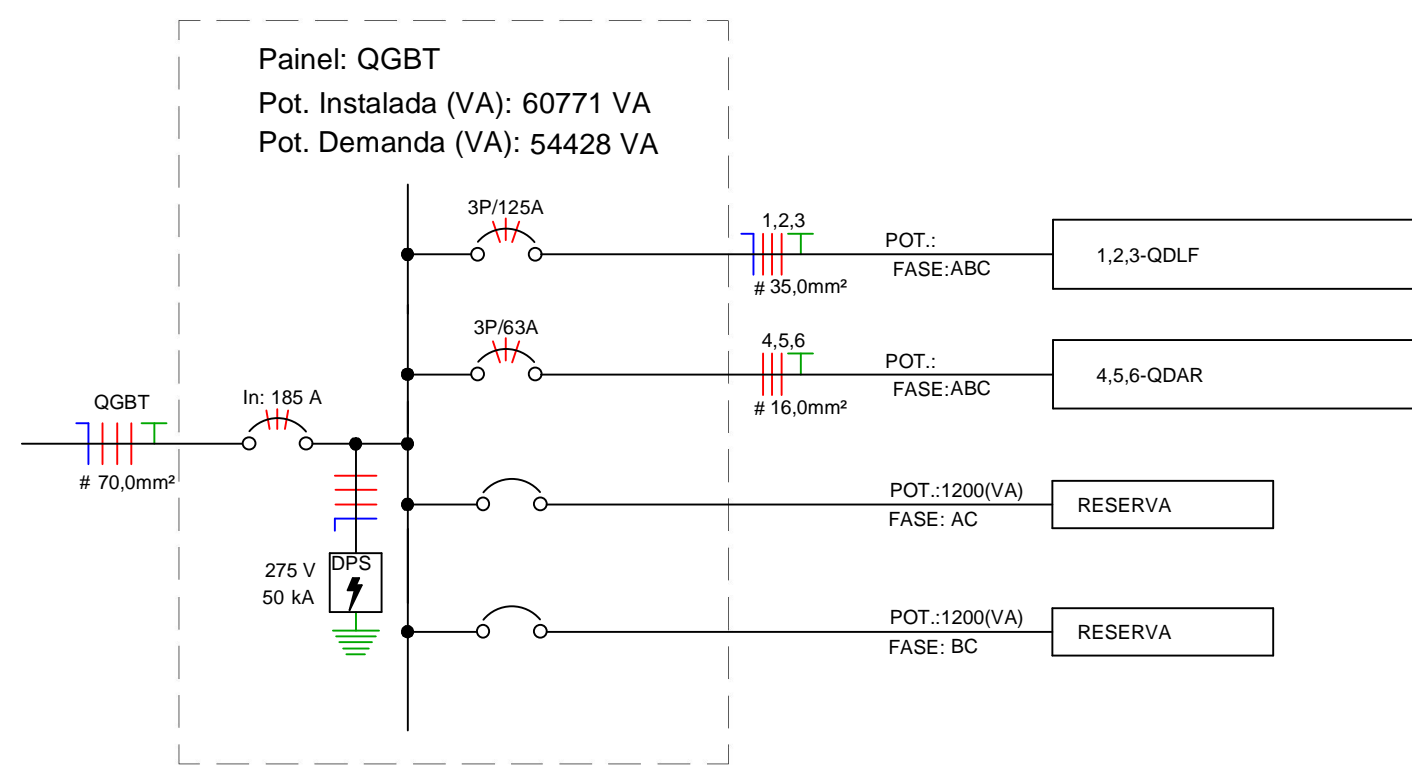 Painel: QGBT
Pot. Instalada (VA): 60771 VA
Pot. Demanda (VA): 54428 VA
3P/125A
1,2,3
# 35,0mm²
POT.:
FASE:ABC
1,2,3-QDLF
3P/63A
4,5,6
# 16,0mm²
POT.:
FASE:ABC
4,5,6-QDAR
QGBT
# 70,0mm²
In: 185 A
POT.:1200(VA)
FASE: AC
RESERVA
275 V
50 kA
DPS
POT.:1200(VA)
FASE: BC
RESERVA